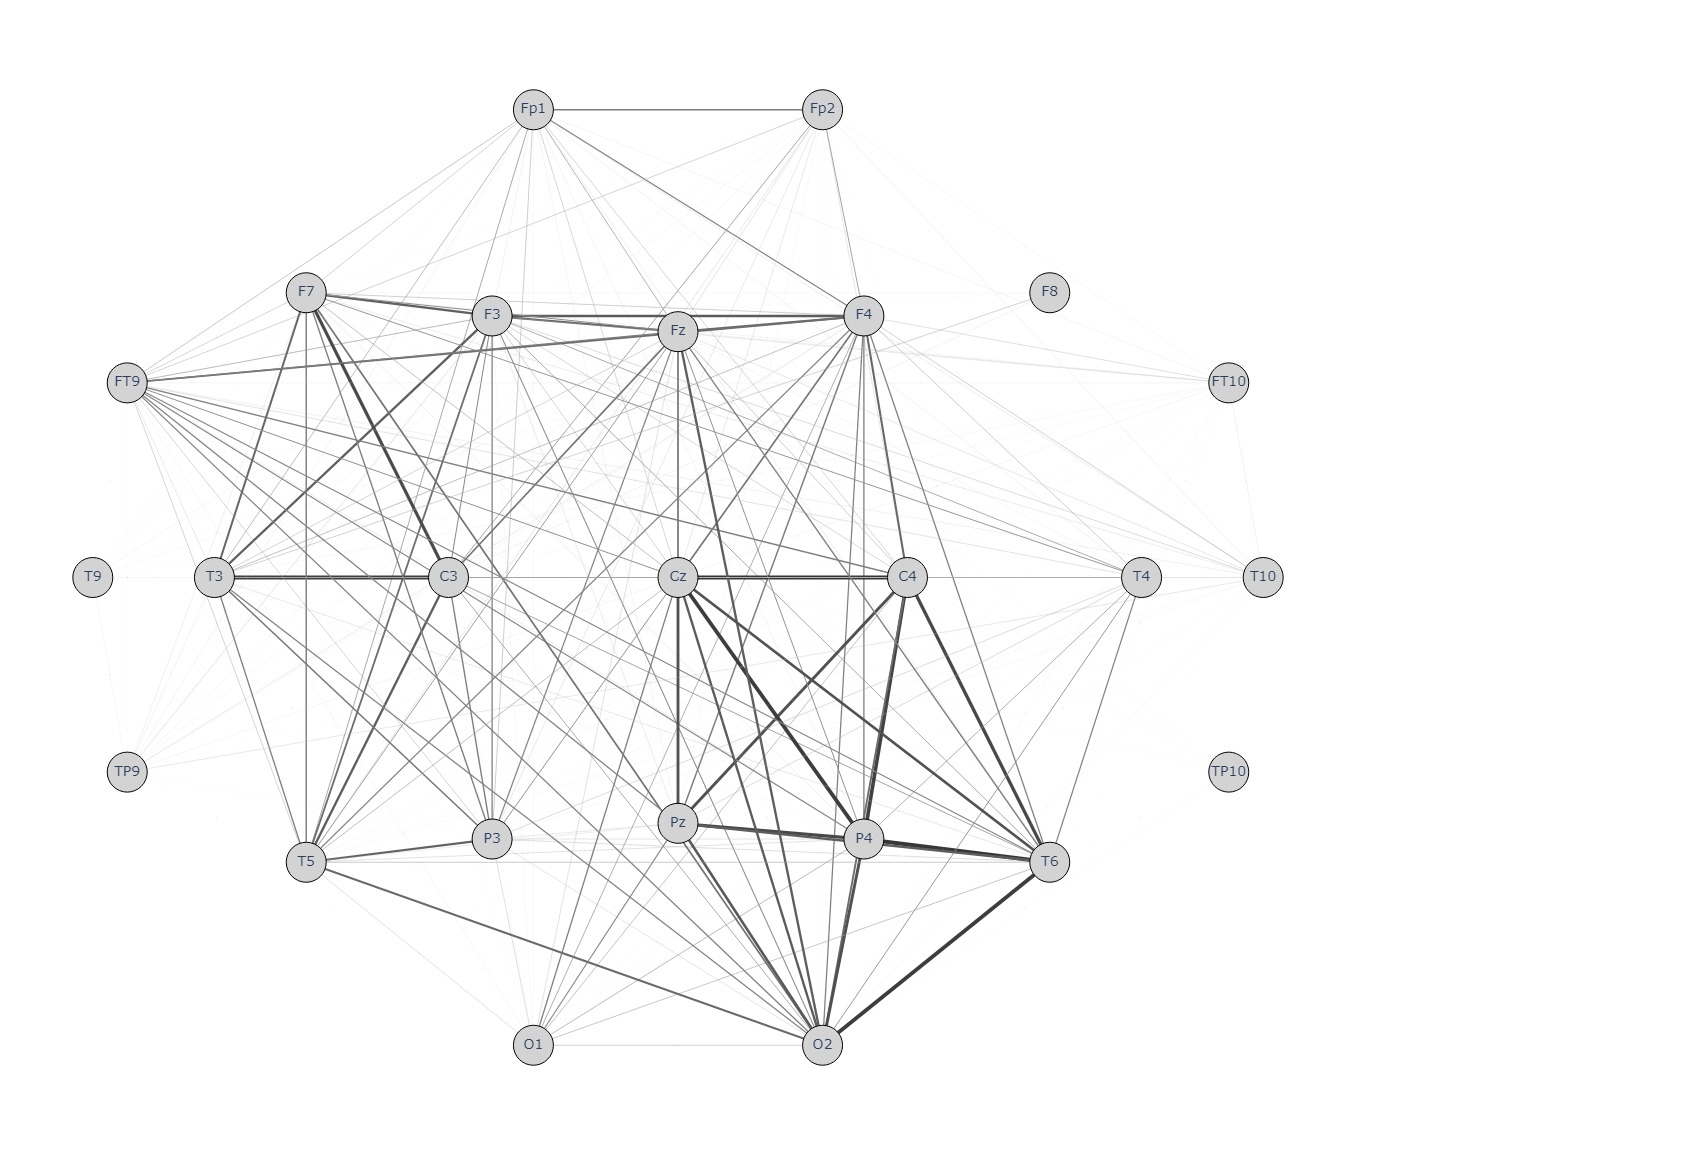 Fp1 Fp2
F7 F8
F3 Fz F4
FT9 FT10
T9 T3 C3 Cz C4 T4 T10
TP9 TP10
Pz
P3 P4
T5 T6
O1 O2